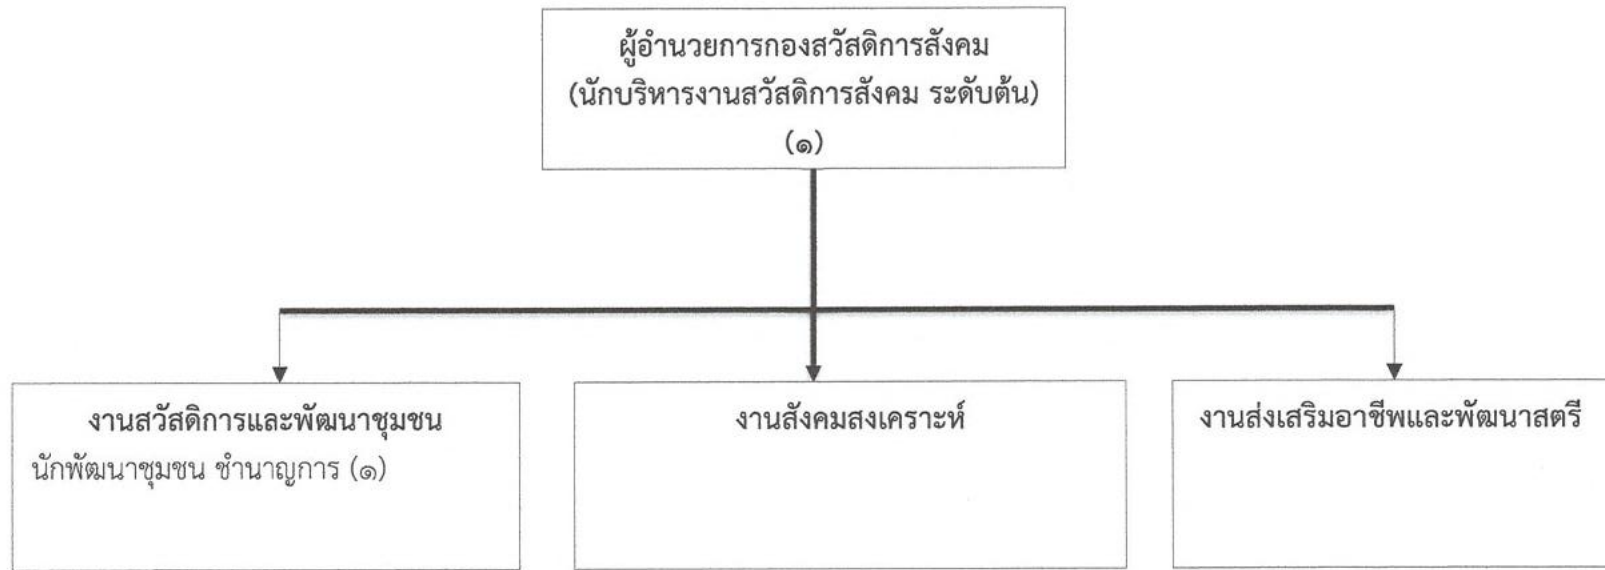 ผู้อำนวยการกองสวัสดิการสังคม
(นักบริหารงานสวัสดิการสังคม ระดับต้น)
(๑)
งานสวัสดิการและพัฒนาชุมชน
นักพัฒนาชุมชน ชำนาญการ (๑)
งานสังคมสงเคราะห์
งานส่งเสริมอาชีพและพัฒนาสตรี